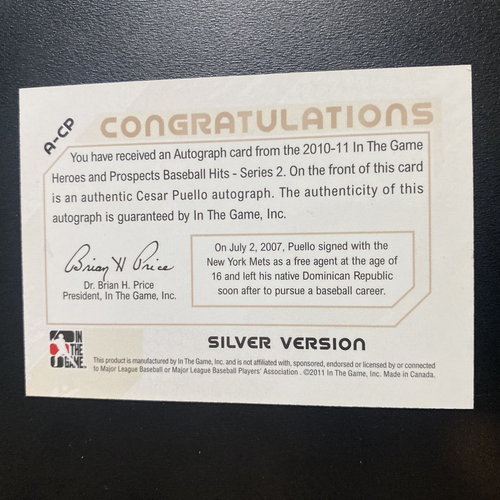 A-CP
CONGRATULATIONS
You have received an Autograph card from the 2010-11 In The Game
Heroes and Prospects Baseball Hits - Series 2. On the front of this card
is an authentic Cesar Puello autograph. The authenticity of this
autograph is guaranteed by In The Game, Inc.
Brian H Price
Dr. Brian H. Price
President, In The Game, Inc.
On July 2, 2007, Puello signed with the
New York Mets as a free agent at the age of
16 and left his native Dominican Republic
soon after to pursue a baseball career.
IN
THE
GAME.
SILVER VERSION
This product is manufactured by In The Game, Inc. and is not affiliated with, sponsored, endorsed or licensed by or connected
to Major League Baseball or Major League Baseball Players' Association . ©2011 In The Game, Inc. Made in Canada.